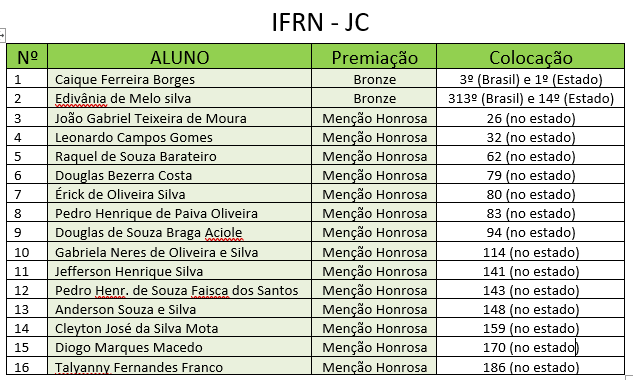 IFRN - JC
Nº ALUNO Premiação Colocação
1 Caique Ferreira Borges Bronze 3º (Brasil) e 1º (Estado)
2 Edivânia de Melo silva Bronze 313º (Brasil) e 14º (Estado)
3 João Gabriel Teixeira de Moura Menção Honrosa 26 (no estado)
4 Leonardo Campos Gomes Menção Honrosa 32 (no estado)
5 Raquel de Souza Barateiro Menção Honrosa 62 (no estado)
6 Douglas Bezerra Costa Menção Honrosa 79 (no estado)
7 Érick de Oliveira Silva Menção Honrosa 80 (no estado)
8 Pedro Henrique de Paiva Oliveira Menção Honrosa 83 (no estado)
9 Douglas de Souza Braga Aciole Menção Honrosa 94 (no estado)
10 Gabriela Neres de Oliveira e Silva Menção Honrosa 114 (no estado)
11 Jefferson Henrique Silva Menção Honrosa 141 (no estado)
12 Pedro Henr. de Souza Faisca dos Santos Menção Honrosa 143 (no estado)
13 Anderson Souza e Silva Menção Honrosa 148 (no estado)
14 Cleyton José da Silva Mota Menção Honrosa 159 (no estado)
15 Diogo Marques Macedo Menção Honrosa 170 (no estado)
16 Talyanny Fernandes Franco Menção Honrosa 186 (no estado)